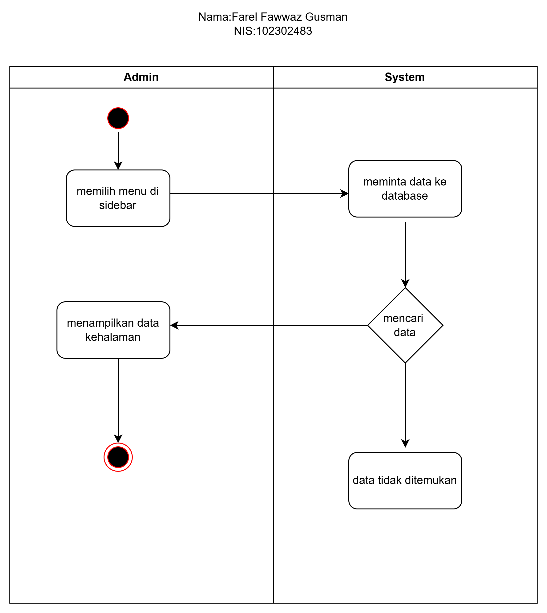 Nama:Farel Fawwaz Gusman
NIS:102302483
Admin
System
memilih menu di
sidebar
meminta data ke
database
menampilkan data
kehalaman
mencari
data
data tidak ditemukan